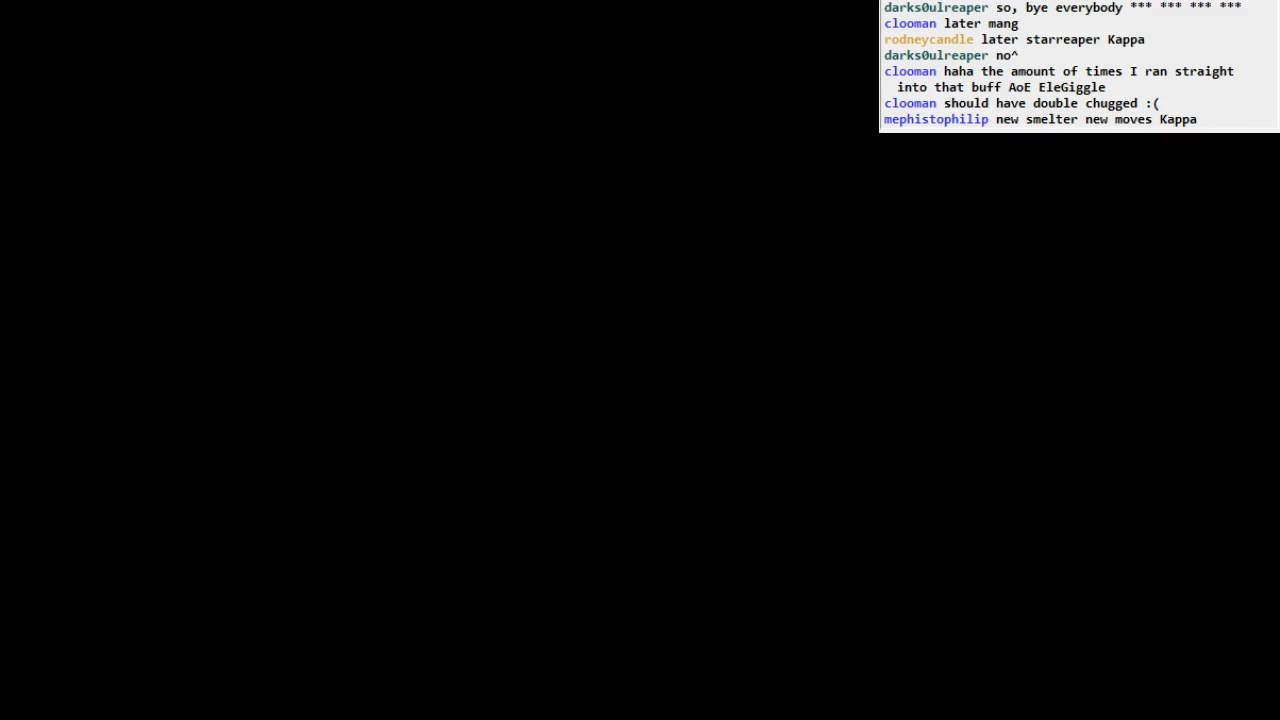 darks0ulreaper so, bye everybody *** *** *** ***
clooman later mang
rodneycandle later starreaper Kappa
darks0ulreaper no^
clooman haha the amount of times I ran straight
into that buff AoE EleGiggle
clooman should have double chugged :(
mephistophilip new smelter new moves Kappa